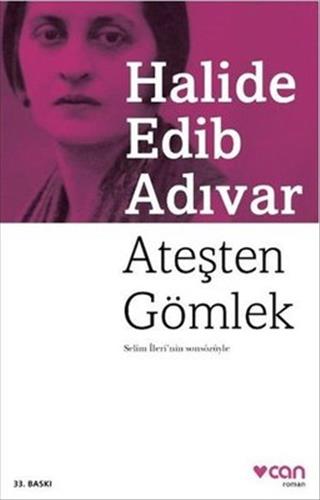 Halide
Edib
Adıvar
Ateşten
Gömlek
Selim İleri'nin sonsözüyle
33. BASKI
can
roman